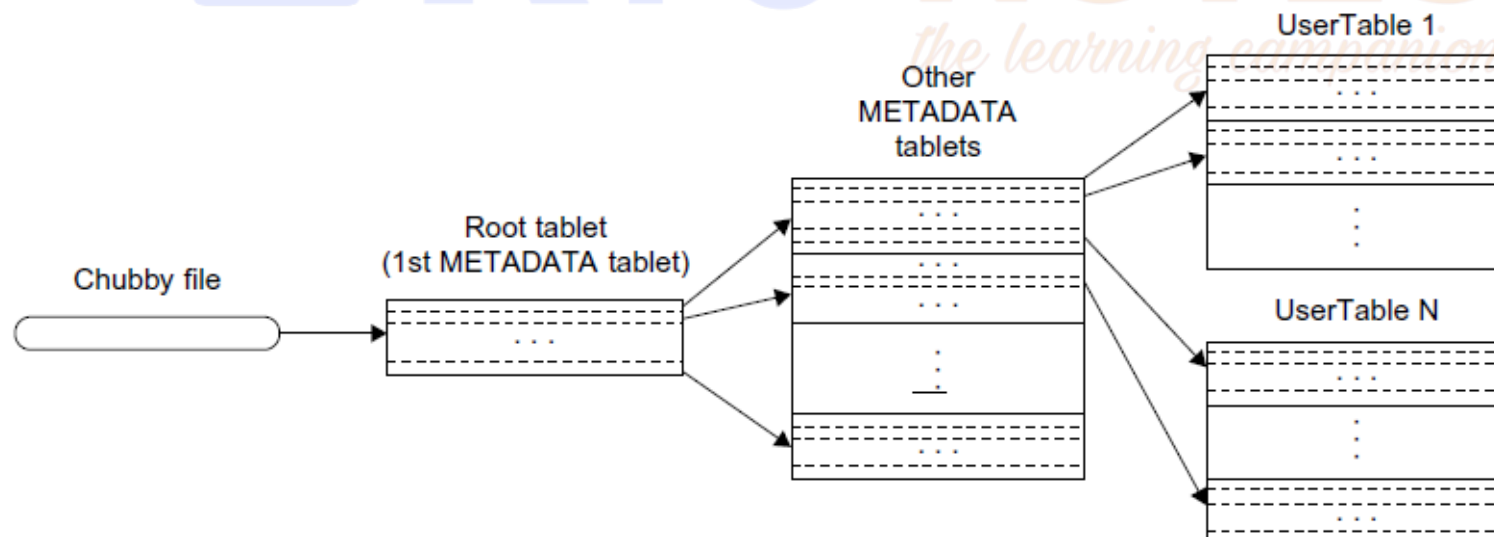 the learning companion
UserTable 1
Other
METADATA
tablets
Root tablet
(1st METADATA tablet)
Chubby file
UserTable N